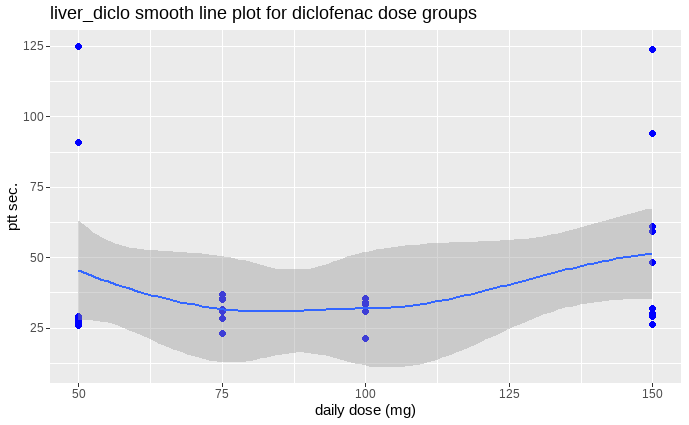 liver_diclo smooth line plot for diclofenac dose groups
125
100
75
50
25
ptt sec.
50 75 100 125 150
daily dose (mg)